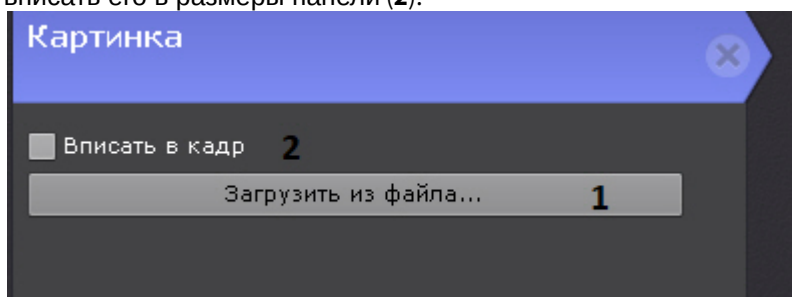 вписать его в размеры панели (2).
Картинка
Вписать в кадр 2
Загрузить из файла... 1